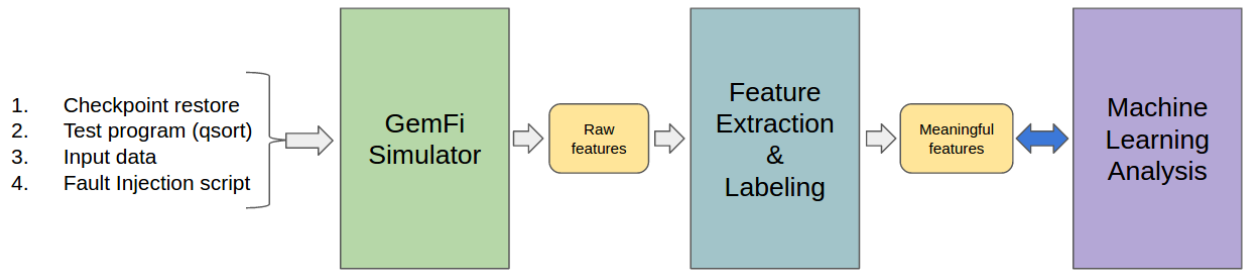 1. Checkpoint restore
2. Test program (qsort)
3. Input data
4. Fault Injection script
GemFi
Simulator
Raw
features
Feature
Extraction
&
Labeling
Meaningful
features
Machine
Learning
Analysis